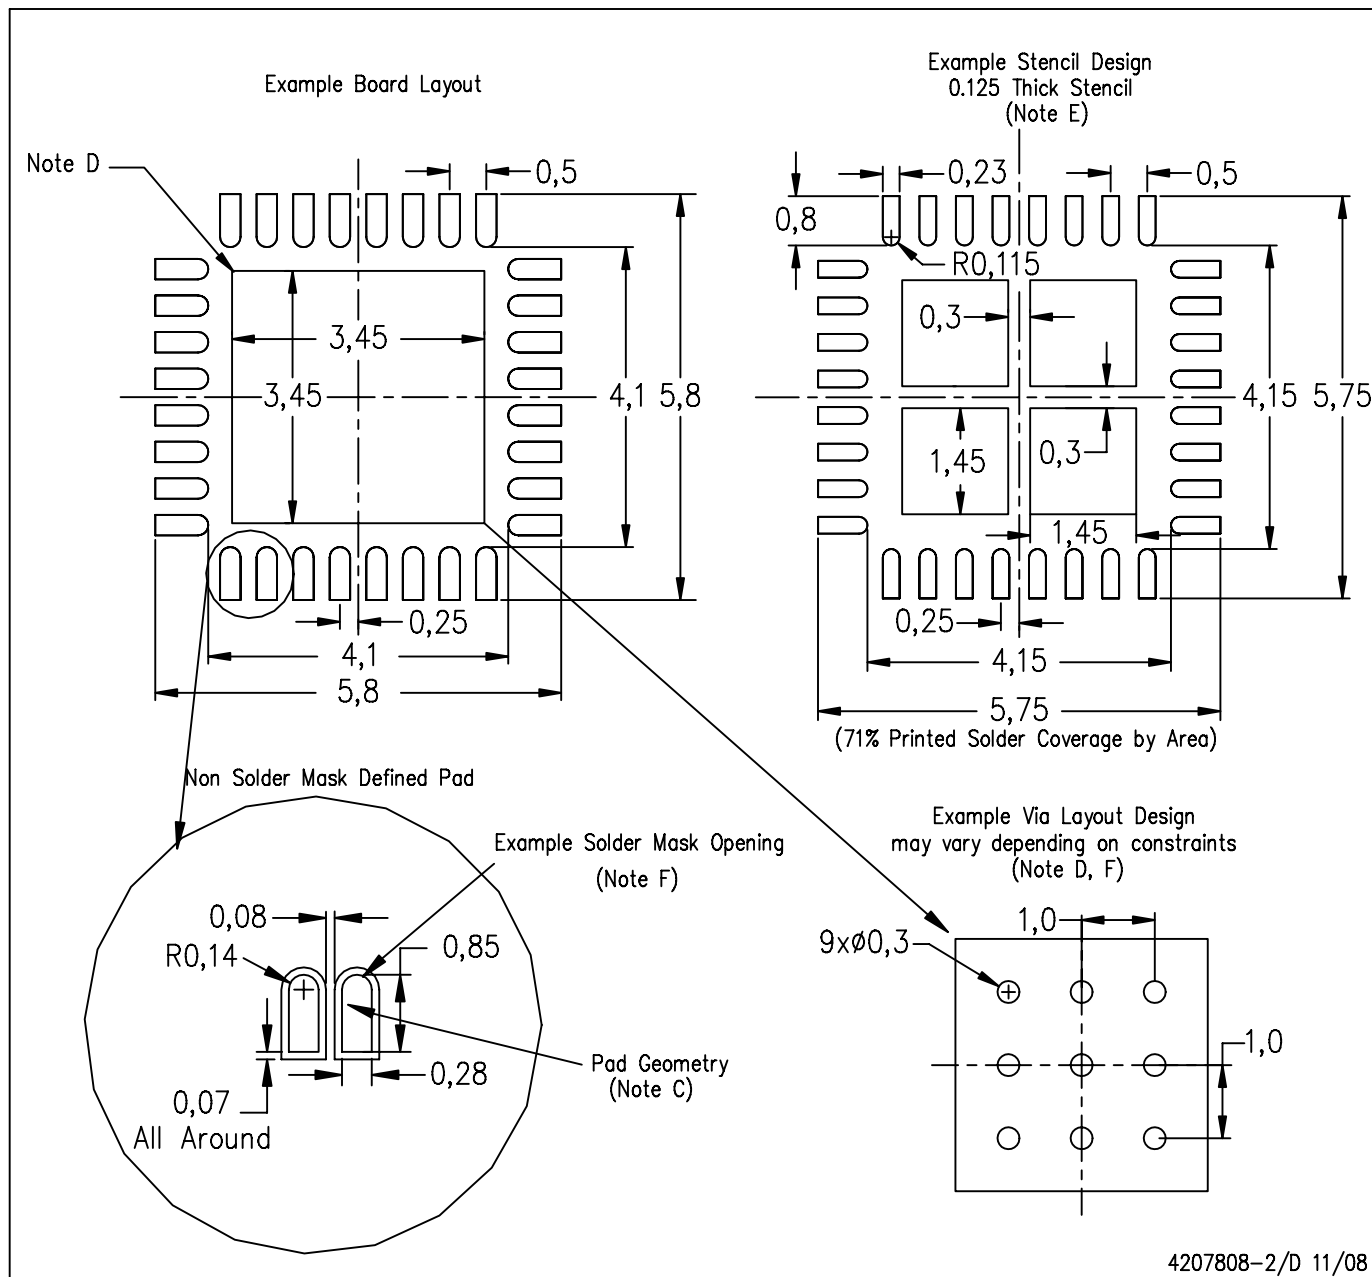 Example Board Layout
Example Stencil Design
0.125 Thick Stencil
(Note E)
Note D
0,5
0,23
0,5
0,8
R0,115
3,45
0,3
3,45
4,1
5,8
4,15
5,75
1,45
0,3
1,45
0,25
0,25
4,1
4,15
5,8
5,75
(71% Printed Solder Coverage by Area)
Non Solder Mask Defined Pad
Example Solder Mask Opening
(Note F)
Example Via Layout Design
may vary depending on constraints
(Note D, F)
0,08
R0,14
0,85
1,0
9xø0,3
1,0
Pad Geometry
(Note C)
0,28
0,07
All Around
4207808-2/D 11/08